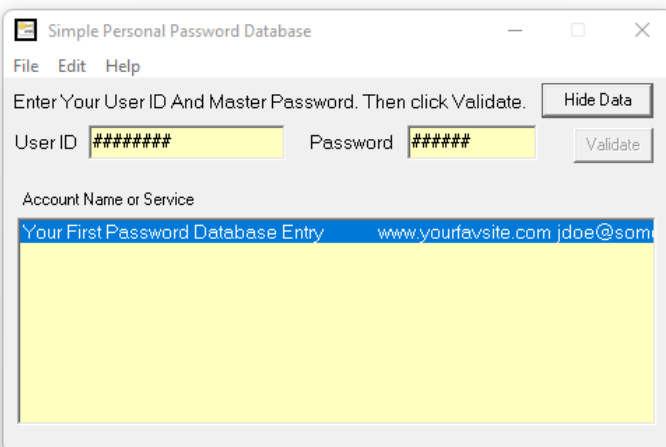 Simple Personal Password Database
File Edit Help
Enter Your User ID And Master Password. Then click Validate. Hide Data
User ID ######## Password ###### Validate
Account Name or Service
Your First Password Database Entry www.yourfavsite.com jdoe@some